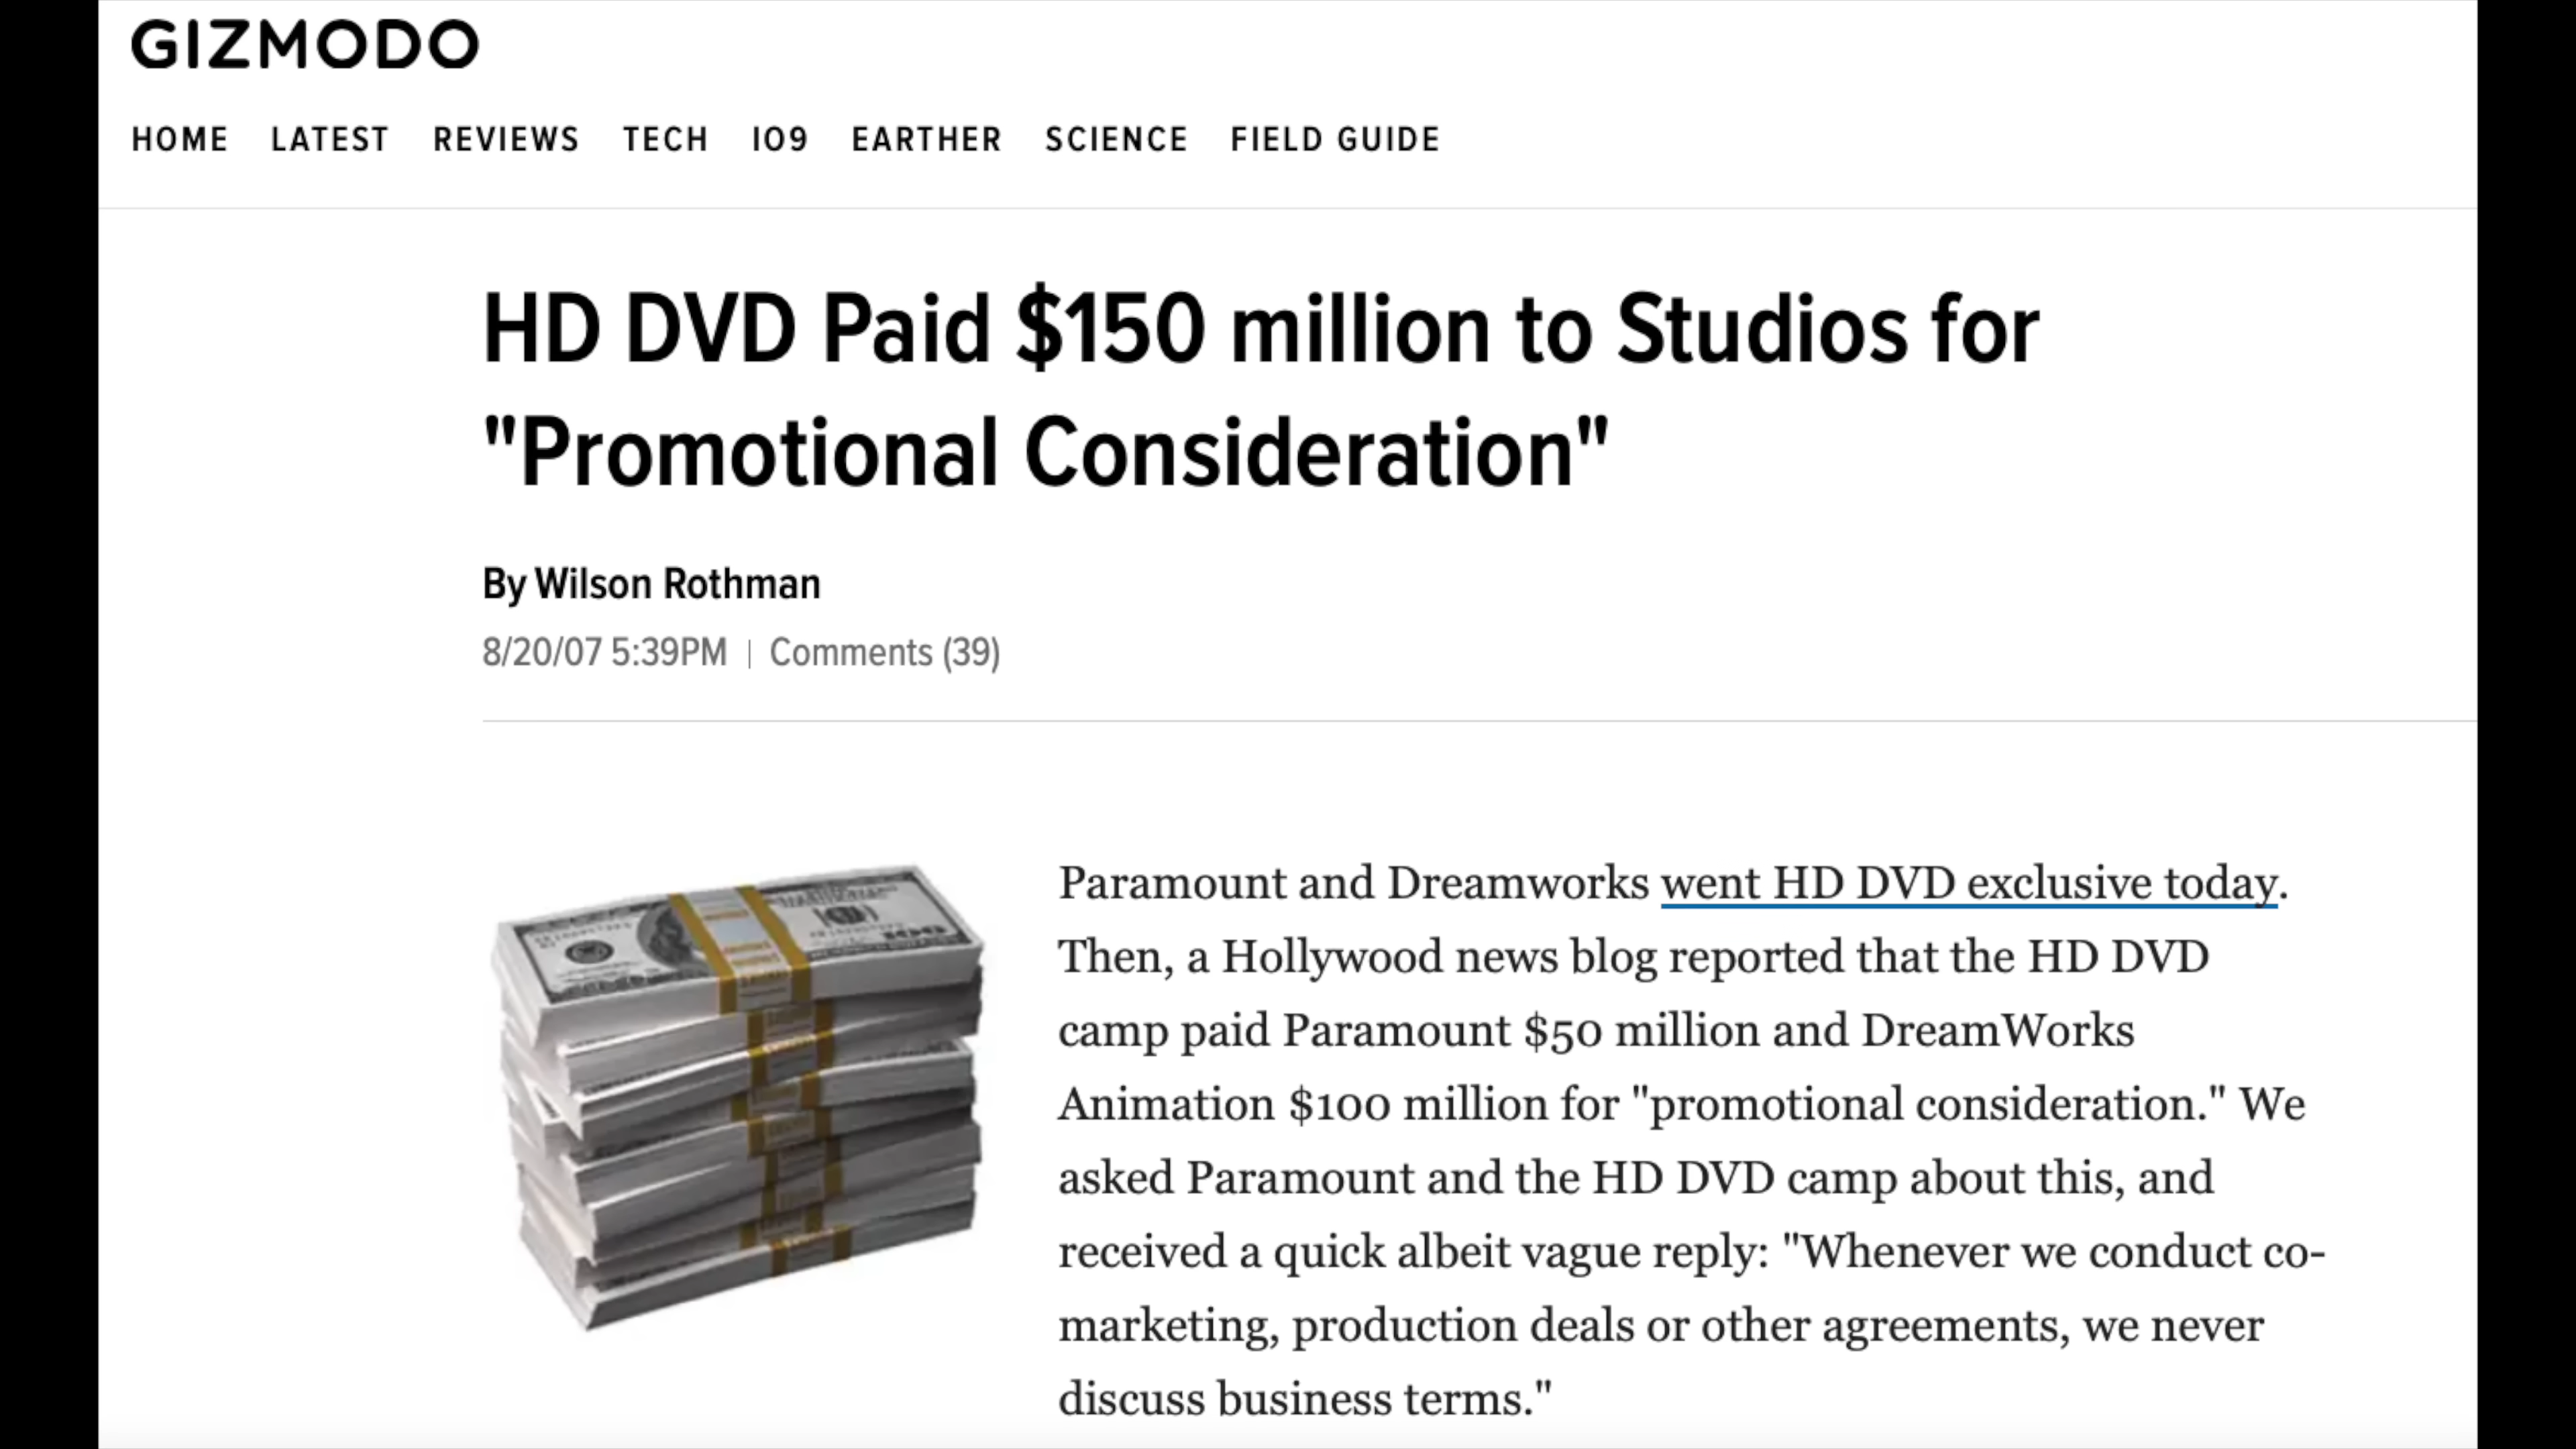 GIZMODO
HOME LATEST REVIEWS TECH IO9 EARTHER SCIENCE FIELD GUIDE
HD DVD Paid $150 million to Studios for
"Promotional Consideration"
By Wilson Rothman
8/20/07 5:39PM | Comments (39)
Paramount and Dreamworks went HD DVD exclusive today.
Then, a Hollywood news blog reported that the HD DVD
camp paid Paramount $50 million and DreamWorks
Animation $100 million for "promotional consideration." We
asked Paramount and the HD DVD camp about this, and
received a quick albeit vague reply: "Whenever we conduct co-
marketing, production deals or other agreements, we never
discuss business terms."